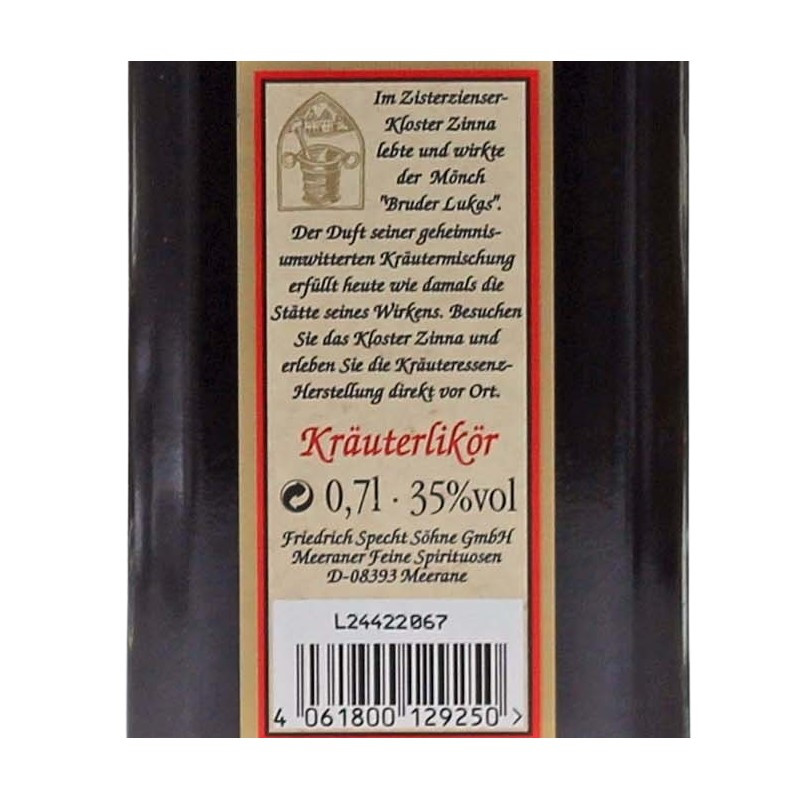 Im Zisterzienser-
Kloster Zinna
lebte und wirkte
der Mönch
"Bruder Lukas".
Der Duft seiner geheimnis-
umwitterten Kräutermischung
erfüllt heute wie damals die
Stätte seines Wirkens. Besuchen
Sie das Kloster Zinna und
erleben Sie die Kräuteressenz-
Herstellung direkt vor Ort.
Kräuterlikör
0,7l · 35%vol
Friedrich Specht Söhne GmbH
Meeraner Feine Spirituosen
D-08393 Meerane
L24422067
4 061800 129250 >